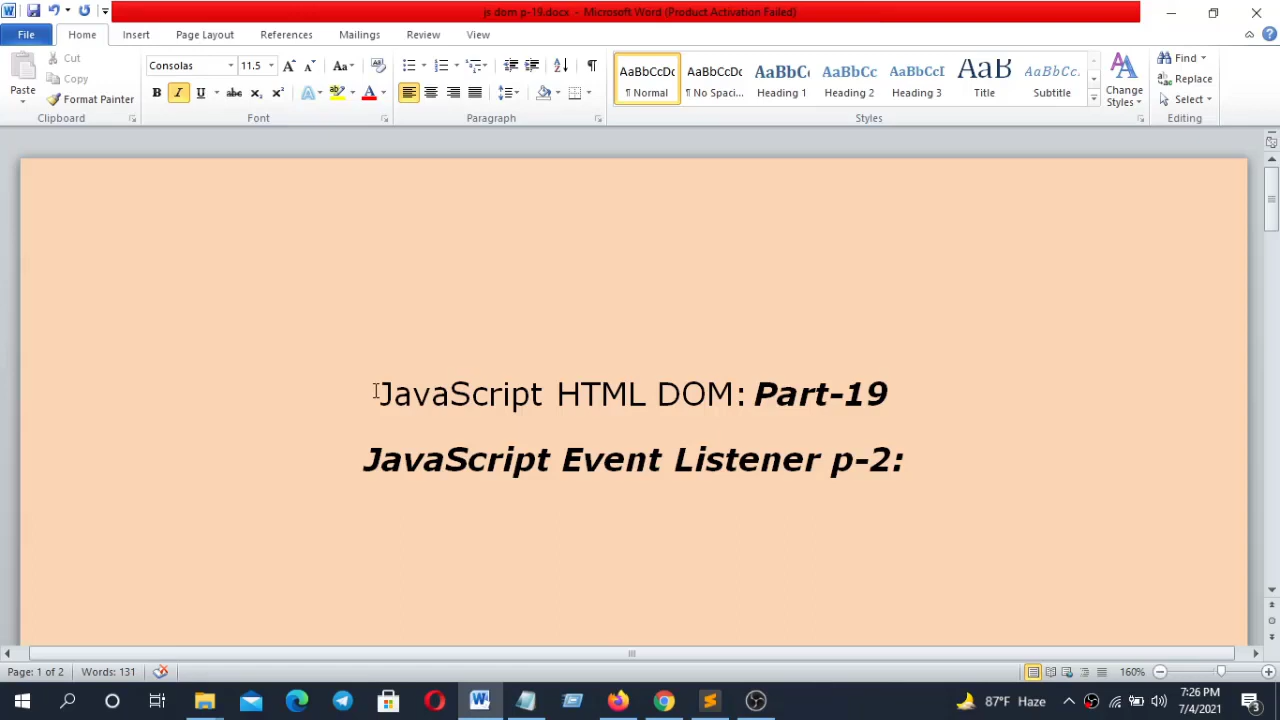 js dom p-19.docx - Microsoft Word (Product Activation Failed)
File Home Insert Page Layout References Mailings Review View
Paste
Cut
Copy
Format Painter
Clipboard
Consolas 11.5
Font
Paragraph
AaBbCcDc AaBbCcDc AaBbC AaBbCc AaBbCcI AaB AaBbCc.
¶ Normal ¶ No Spaci... Heading 1 Heading 2 Heading 3 Title Subtitle
Change Styles
Styles
Find
Replace
Select
Editing
JavaScript HTML DOM: Part-19
JavaScript Event Listener p-2:
Page: 1 of 2 Words: 131 160%
87°F Haze
7:26 PM
7/4/2021
3